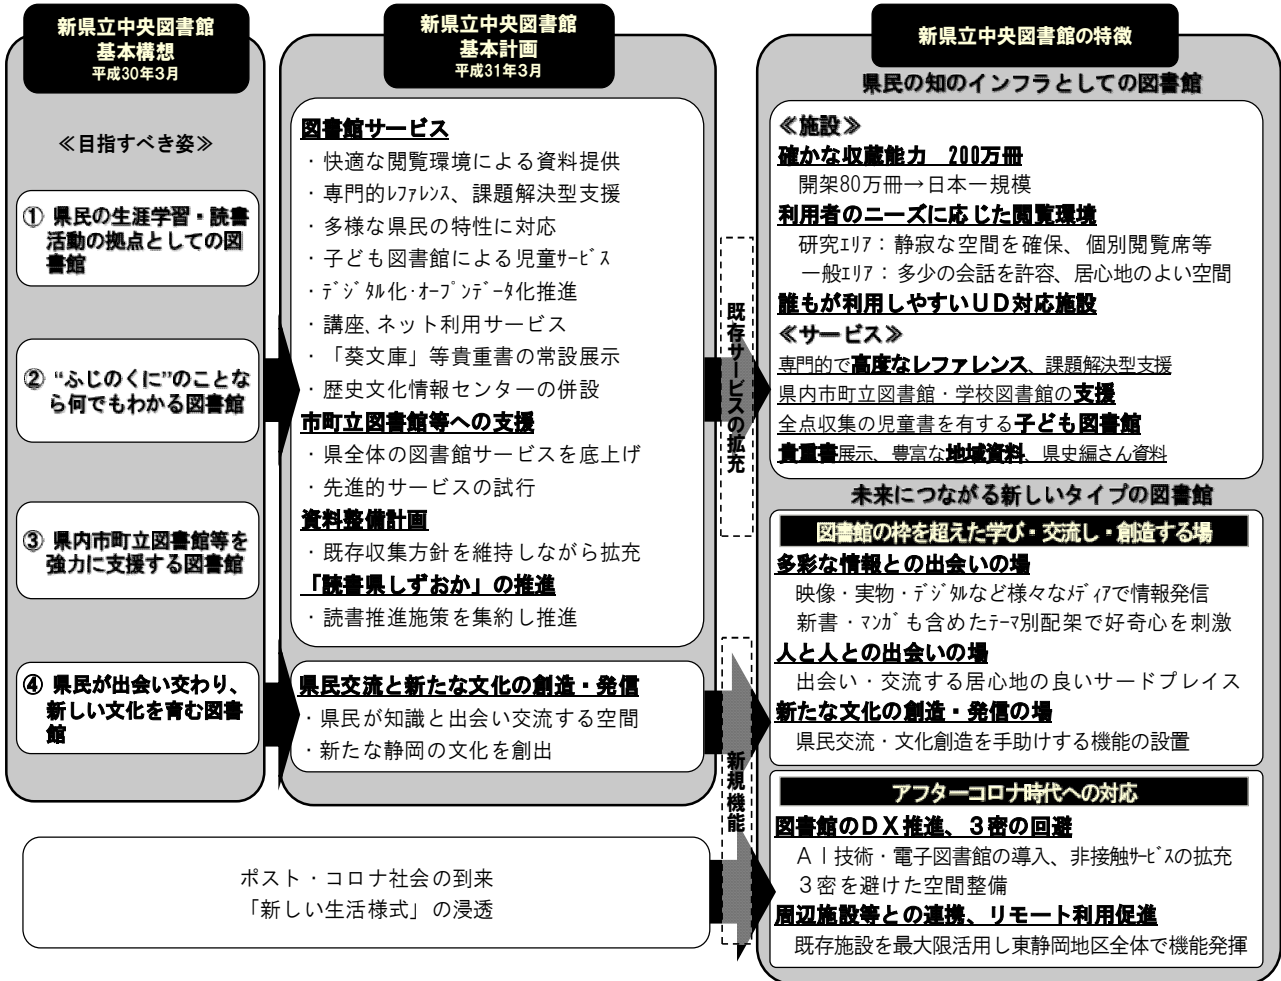 新県立中央図書館
基本構想
平成30年3月
≪目指すべき姿≫
① 県民の生涯学習・読書
活動の拠点としての図
書館
② “ふじのくに”のことな
ら何でもわかる図書館
③ 県内市町立図書館等を
強力に支援する図書館
④ 県民が出会い交わり、
新しい文化を育む図書
館
新県立中央図書館
基本計画
平成31年3月
図書館サービス
・快適な閲覧環境による資料提供
・専門的ﾚﾌｧﾚﾝｽ、課題解決型支援
・多様な県民の特性に対応
・子ども図書館による児童ｻｰﾋﾞｽ
・ﾃﾞｼﾞﾀﾙ化･ｵｰﾌﾟﾝﾃﾞｰﾀ化推進
・講座、ネット利用サービス
・「葵文庫」等貴重書の常設展示
・歴史文化情報センターの併設
市町立図書館等への支援
・県全体の図書館サービスを底上げ
・先進的サービスの試行
資料整備計画
・既存収集方針を維持しながら拡充
「読書県しずおか」の推進
・読書推進施策を集約し推進
県民交流と新たな文化の創造・発信
・県民が知識と出会い交流する空間
・新たな静岡の文化を創出
ポスト・コロナ社会の到来
「新しい生活様式」の浸透
既存サービスの拡充
新規機能
新県立中央図書館の特徴
県民の知のインフラとしての図書館
≪施設≫
確かな収蔵能力　200万冊
開架80万冊→日本一規模
利用者のニーズに応じた閲覧環境
研究ｴﾘｱ：静寂な空間を確保、個別閲覧席等
一般ｴﾘｱ：多少の会話を許容、居心地のよい空間
誰もが利用しやすいＵＤ対応施設
≪サービス≫
専門的で高度なレファレンス、課題解決型支援
県内市町立図書館・学校図書館の支援
全点収集の児童書を有する子ども図書館
貴重書展示、豊富な地域資料、県史編さん資料
未来につながる新しいタイプの図書館
図書館の枠を超えた学び・交流し・創造する場
多彩な情報との出会いの場
映像・実物・ﾃﾞｼﾞﾀﾙなど様々なﾒﾃﾞｨｱで情報発信
新書・ﾏﾝｶﾞも含めたﾃｰﾏ別配架で好奇心を刺激
人と人との出会いの場
出会い・交流する居心地の良いサードプレイス
新たな文化の創造・発信の場
県民交流・文化創造を手助けする機能の設置
アフターコロナ時代への対応
図書館のＤＸ推進、３密の回避
ＡＩ技術・電子図書館の導入、非接触ｻｰﾋﾞｽの拡充
３密を避けた空間整備
周辺施設等との連携、リモート利用促進
既存施設を最大限活用し東静岡地区全体で機能発揮